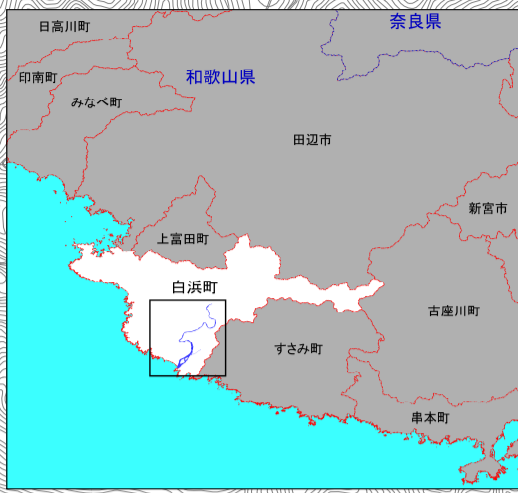 日高川町
奈良県
印南町
和歌山県
みなべ町
田辺市
新宮市
上富田町
白浜町
古座川町
すさみ町
串本町